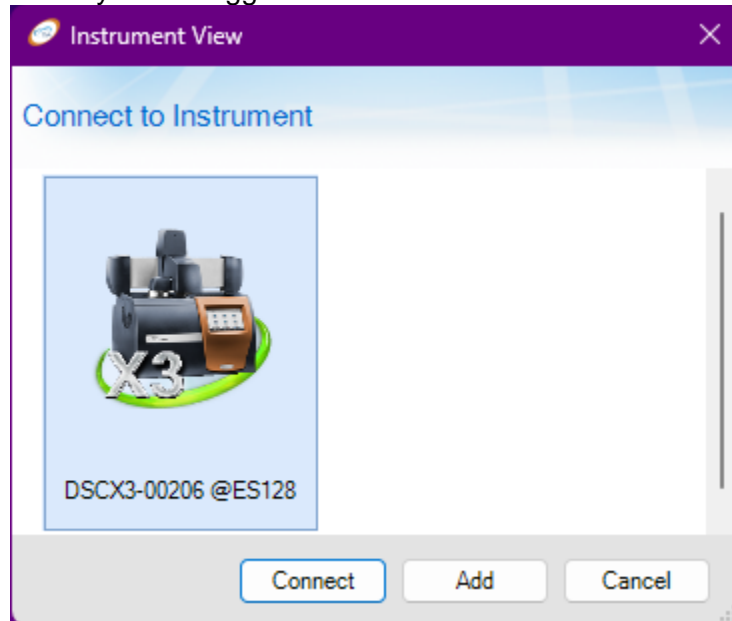 Instrument View
Connect to Instrument
X3
DSCX3-00206 @ES128
Connect Add Cancel